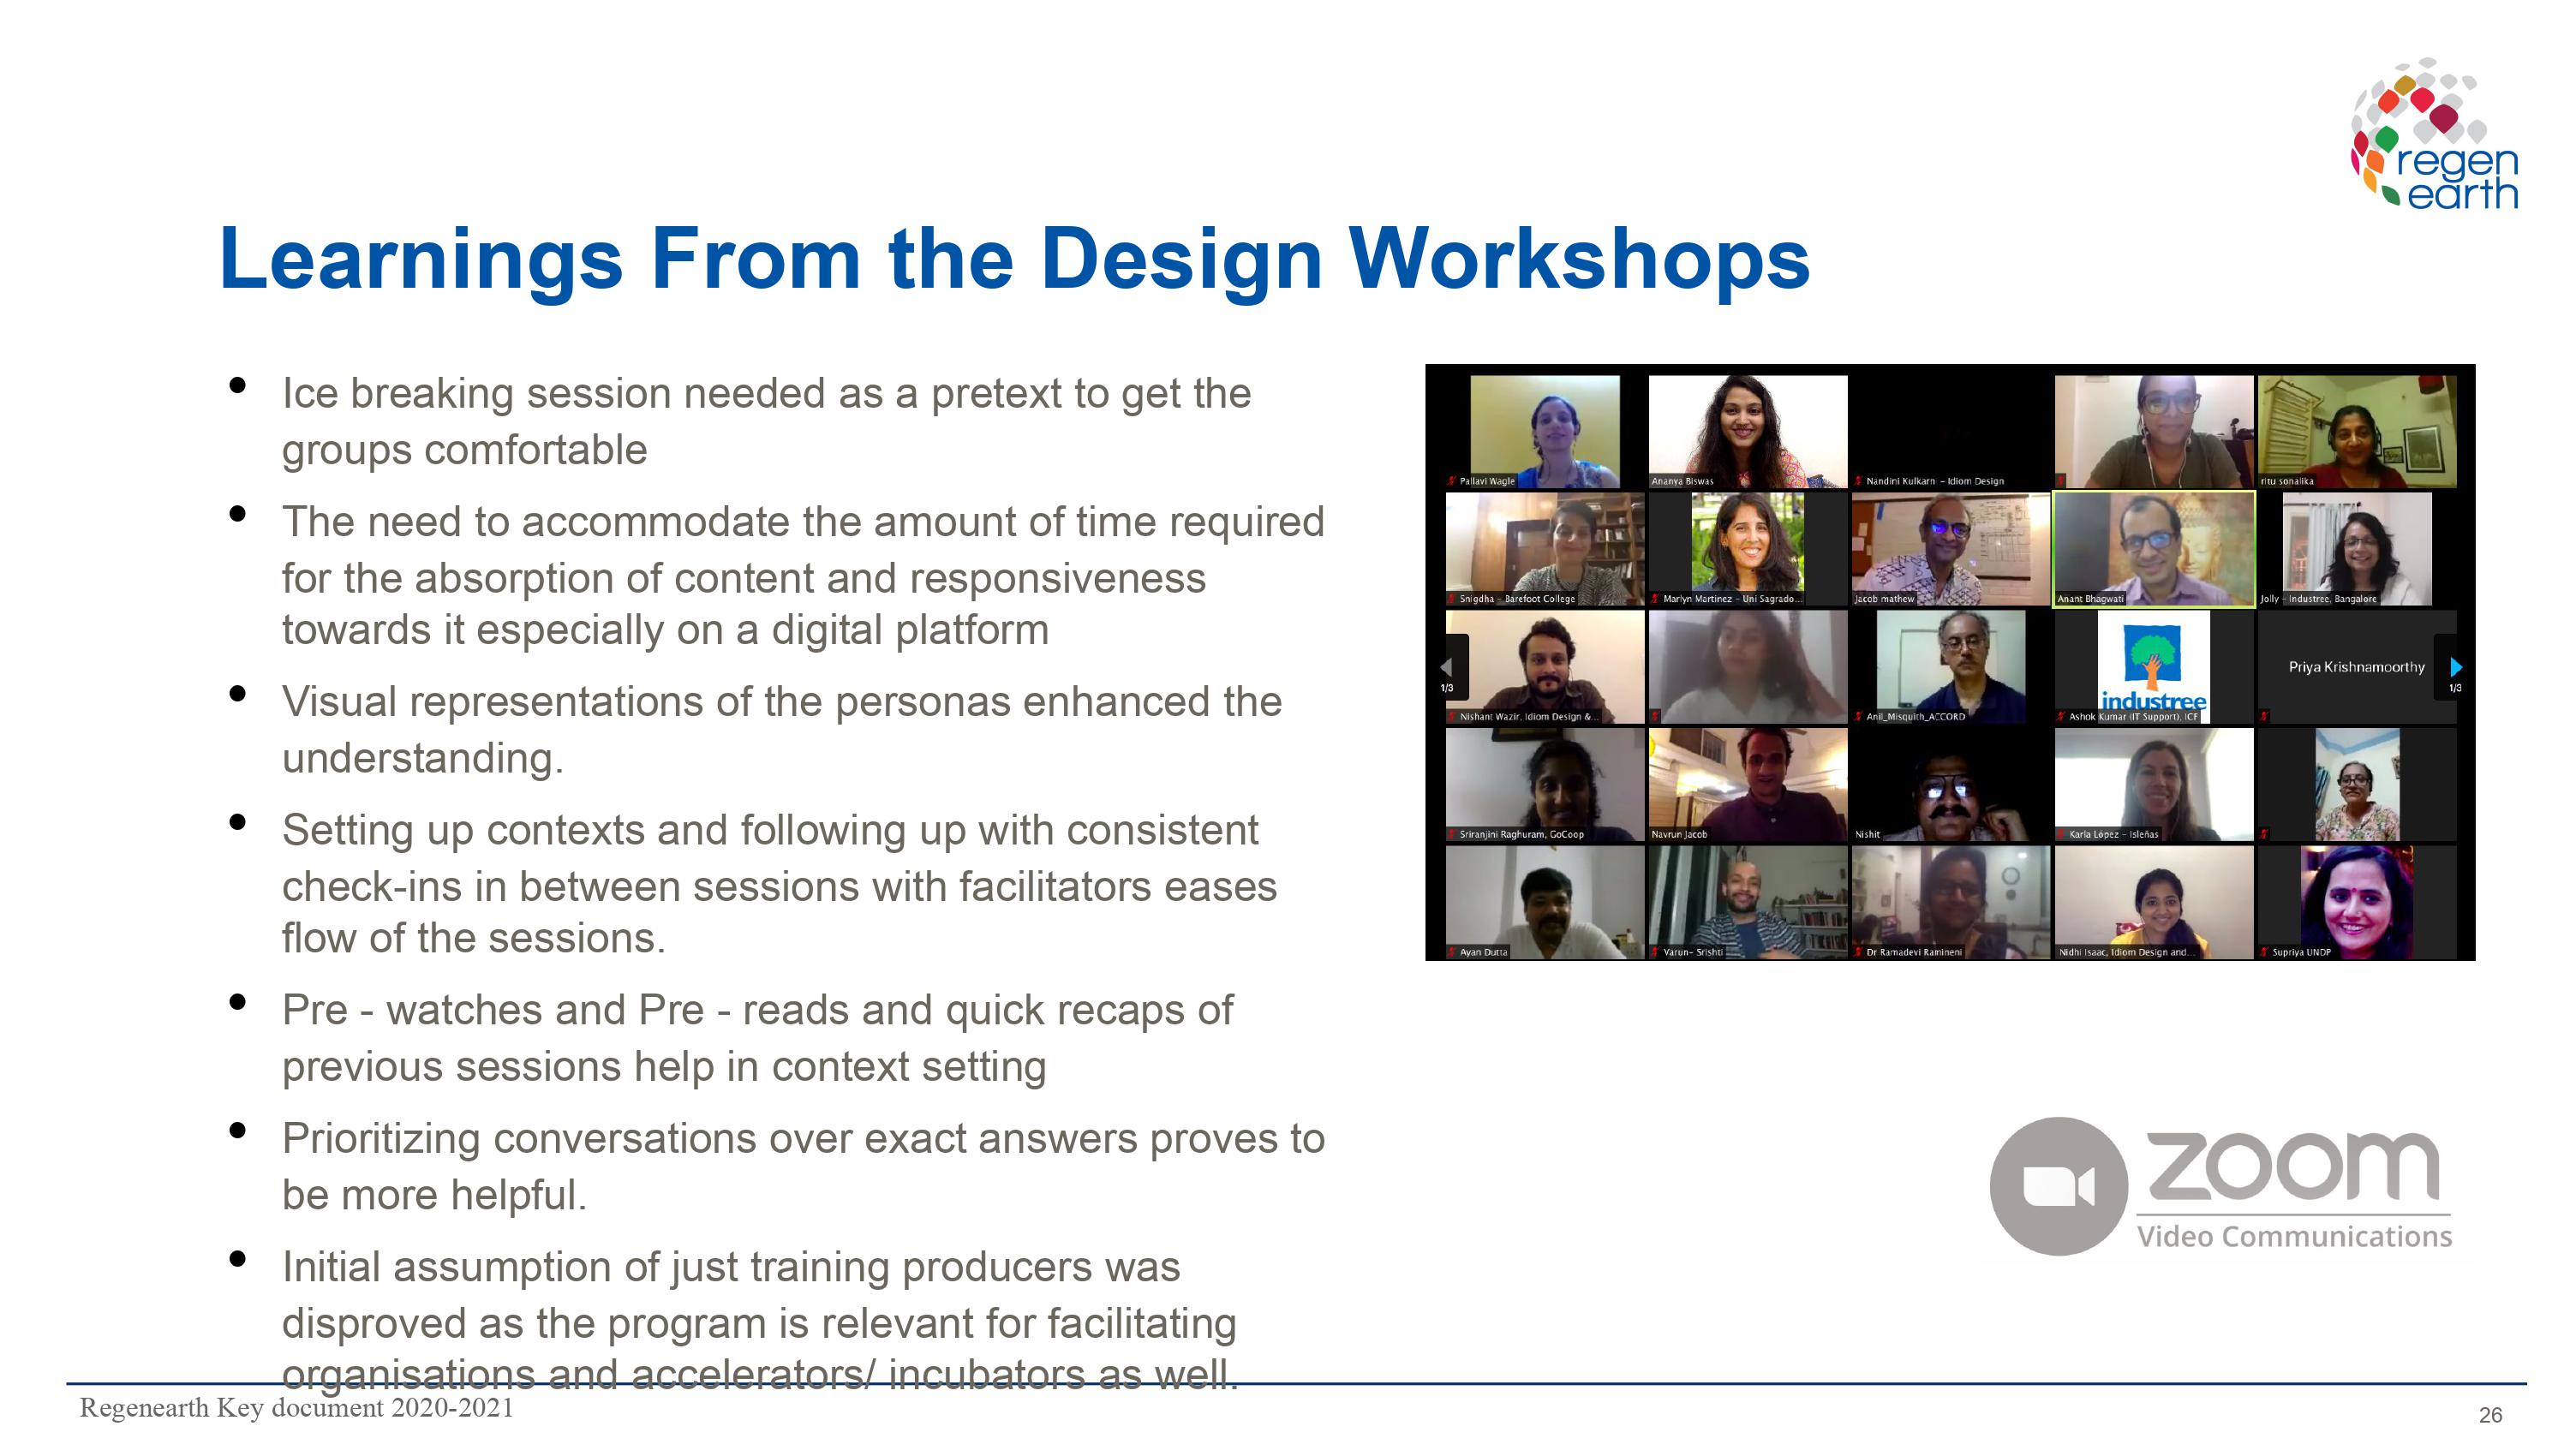 regen
earth
Learnings From the Design Workshops
• Ice breaking session needed as a pretext to get the
groups comfortable
• The need to accommodate the amount of time required
for the absorption of content and responsiveness
towards it especially on a digital platform
• Visual representations of the personas enhanced the
understanding.
• Setting up contexts and following up with consistent
check-ins in between sessions with facilitators eases
flow of the sessions.
• Pre - watches and Pre - reads and quick recaps of
previous sessions help in context setting
• Prioritizing conversations over exact answers proves to
be more helpful.
• Initial assumption of just training producers was
disproved as the program is relevant for facilitating
organisations and accelerators/ incubators as well.
Pallavi Wagle
Ananya Biswas
Nandini Kulkarni - Idiom Design
ritu sonalika
Snigdha - Barefoot College
Marlyn Martinez - Uni Sagrado...
Jacob mathew
Anant Bhagwati
Jolly - Industree, Bangalore
1/3
industree
Priya Krishnamoorthy
1/3
Nishant Wazir, Idiom Design &...
Anil_Misquith_ACCORD
Ashok Kumar (IT Support), ICF
Sriranjini Raghuram, GoCoop
Navrun Jacob
Nishit
Karla López - Isleñas
Ayan Dutta
Varun- Srishti
Dr Ramadevi Ramineni
Nidhi Isaac, Idiom Design and...
Supriya UNDP
zoom
Video Communications
Regenearth Key document 2020-2021
26